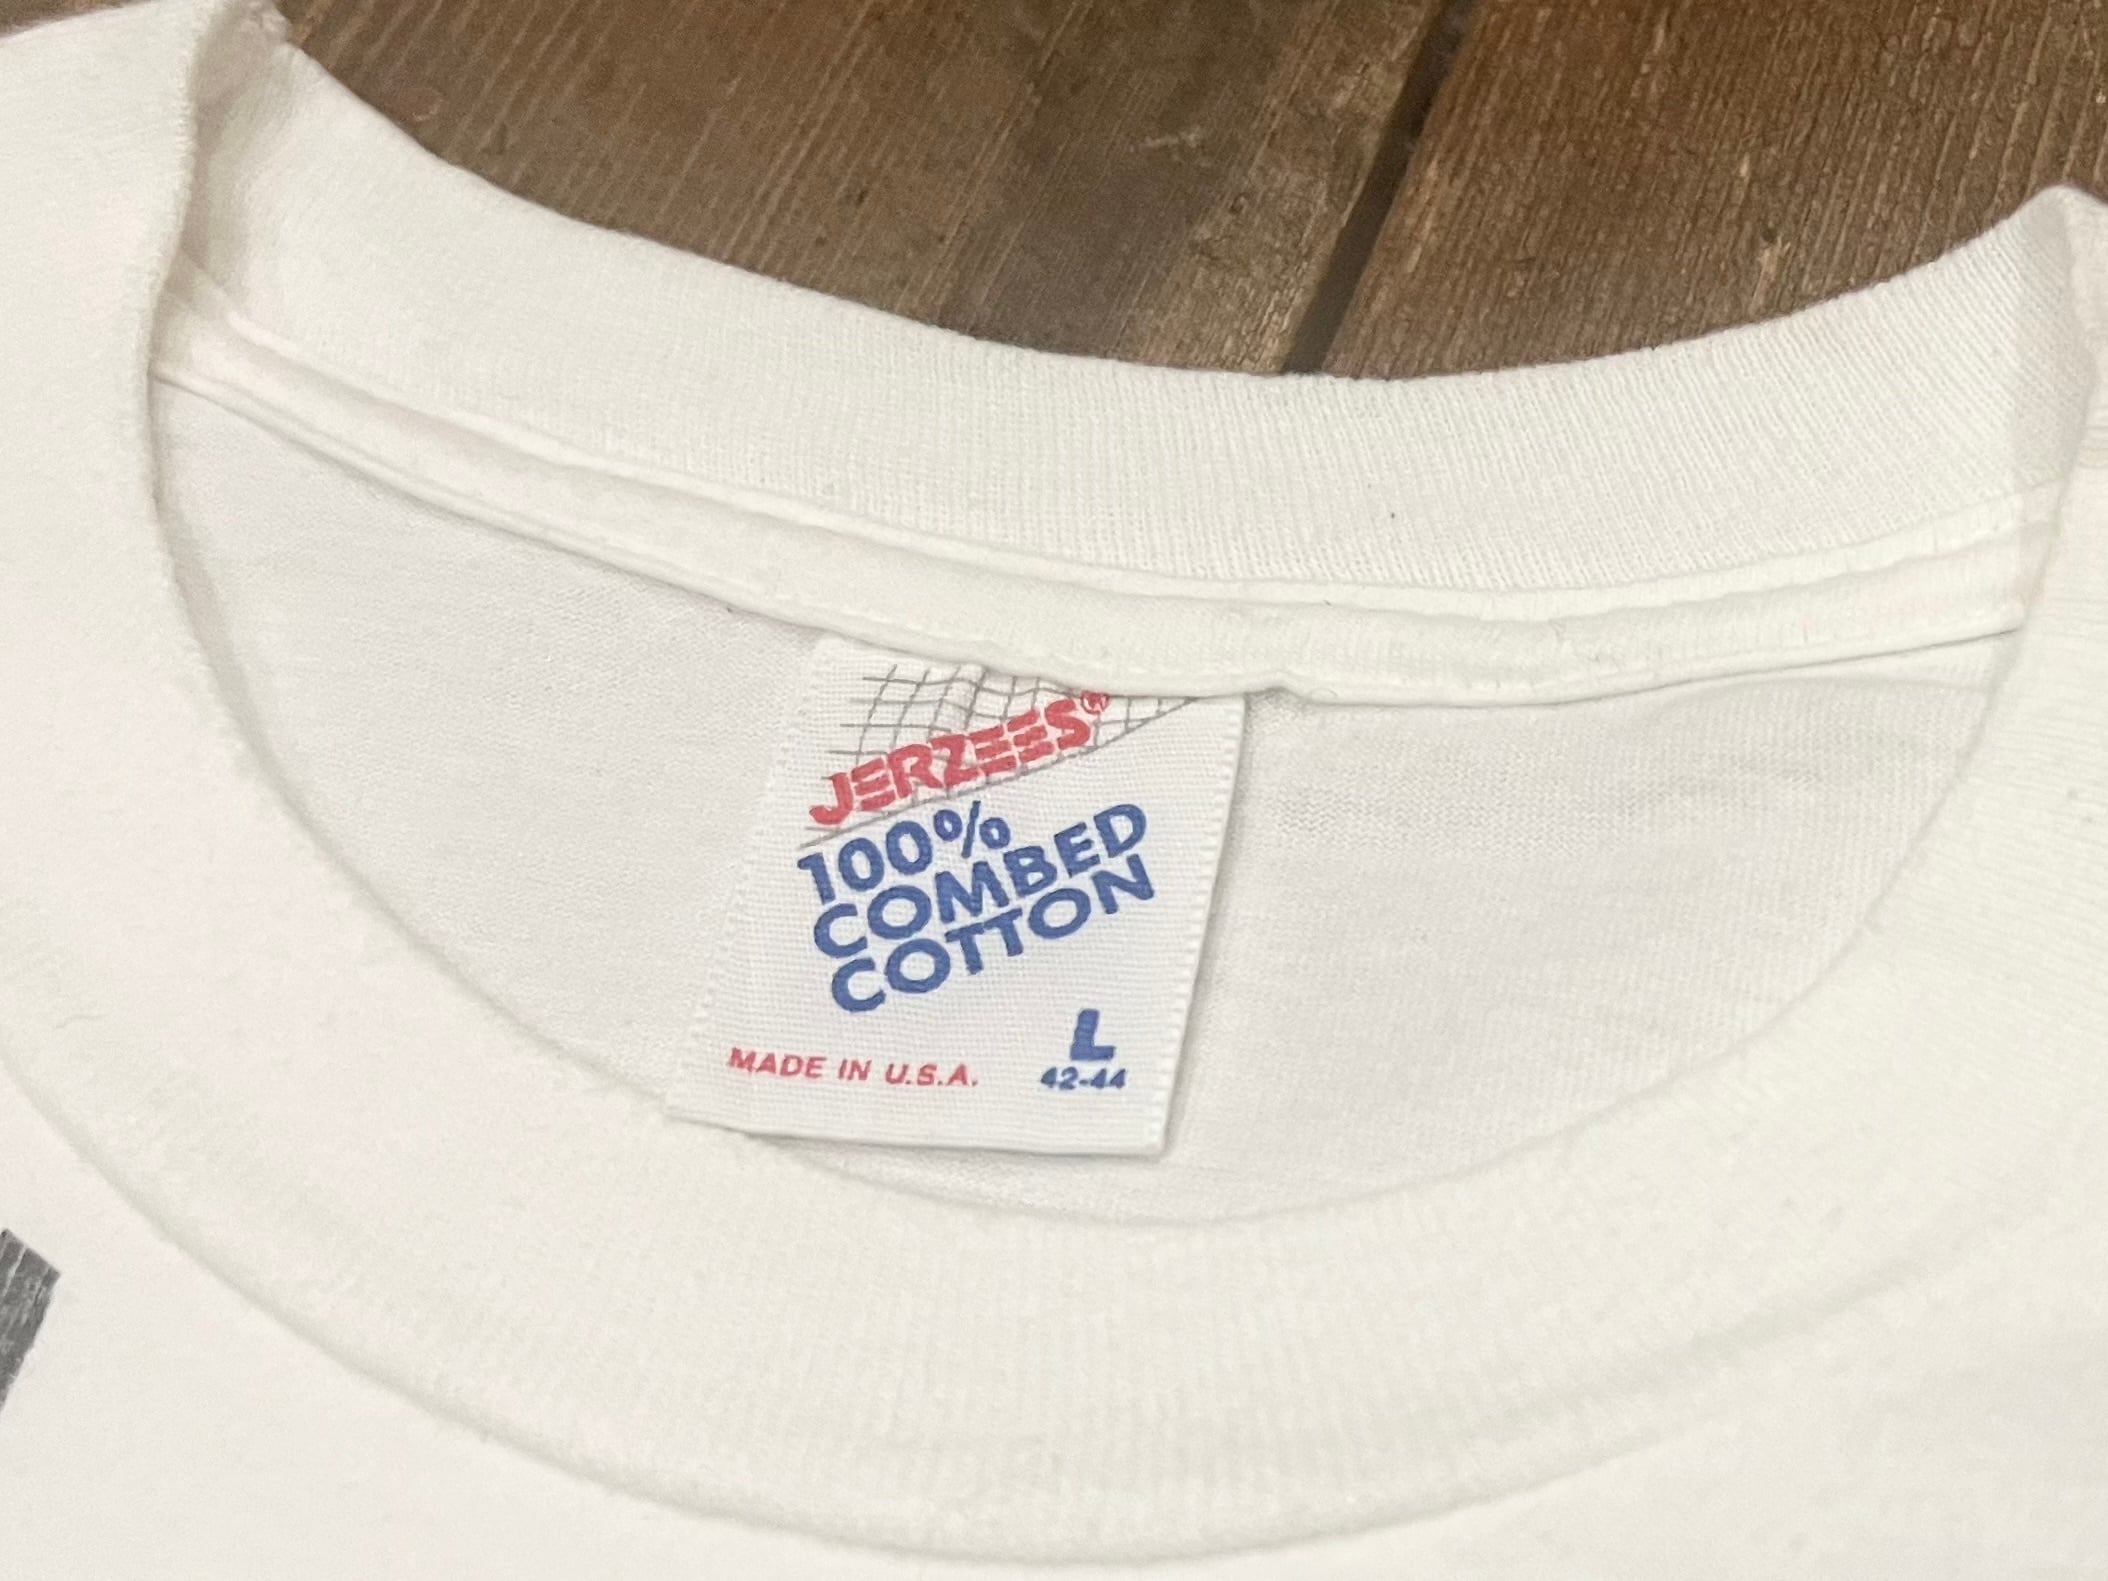 JERZEES®
100%
COMBED
COTTON
L
MADE IN U.S.A. 42-44